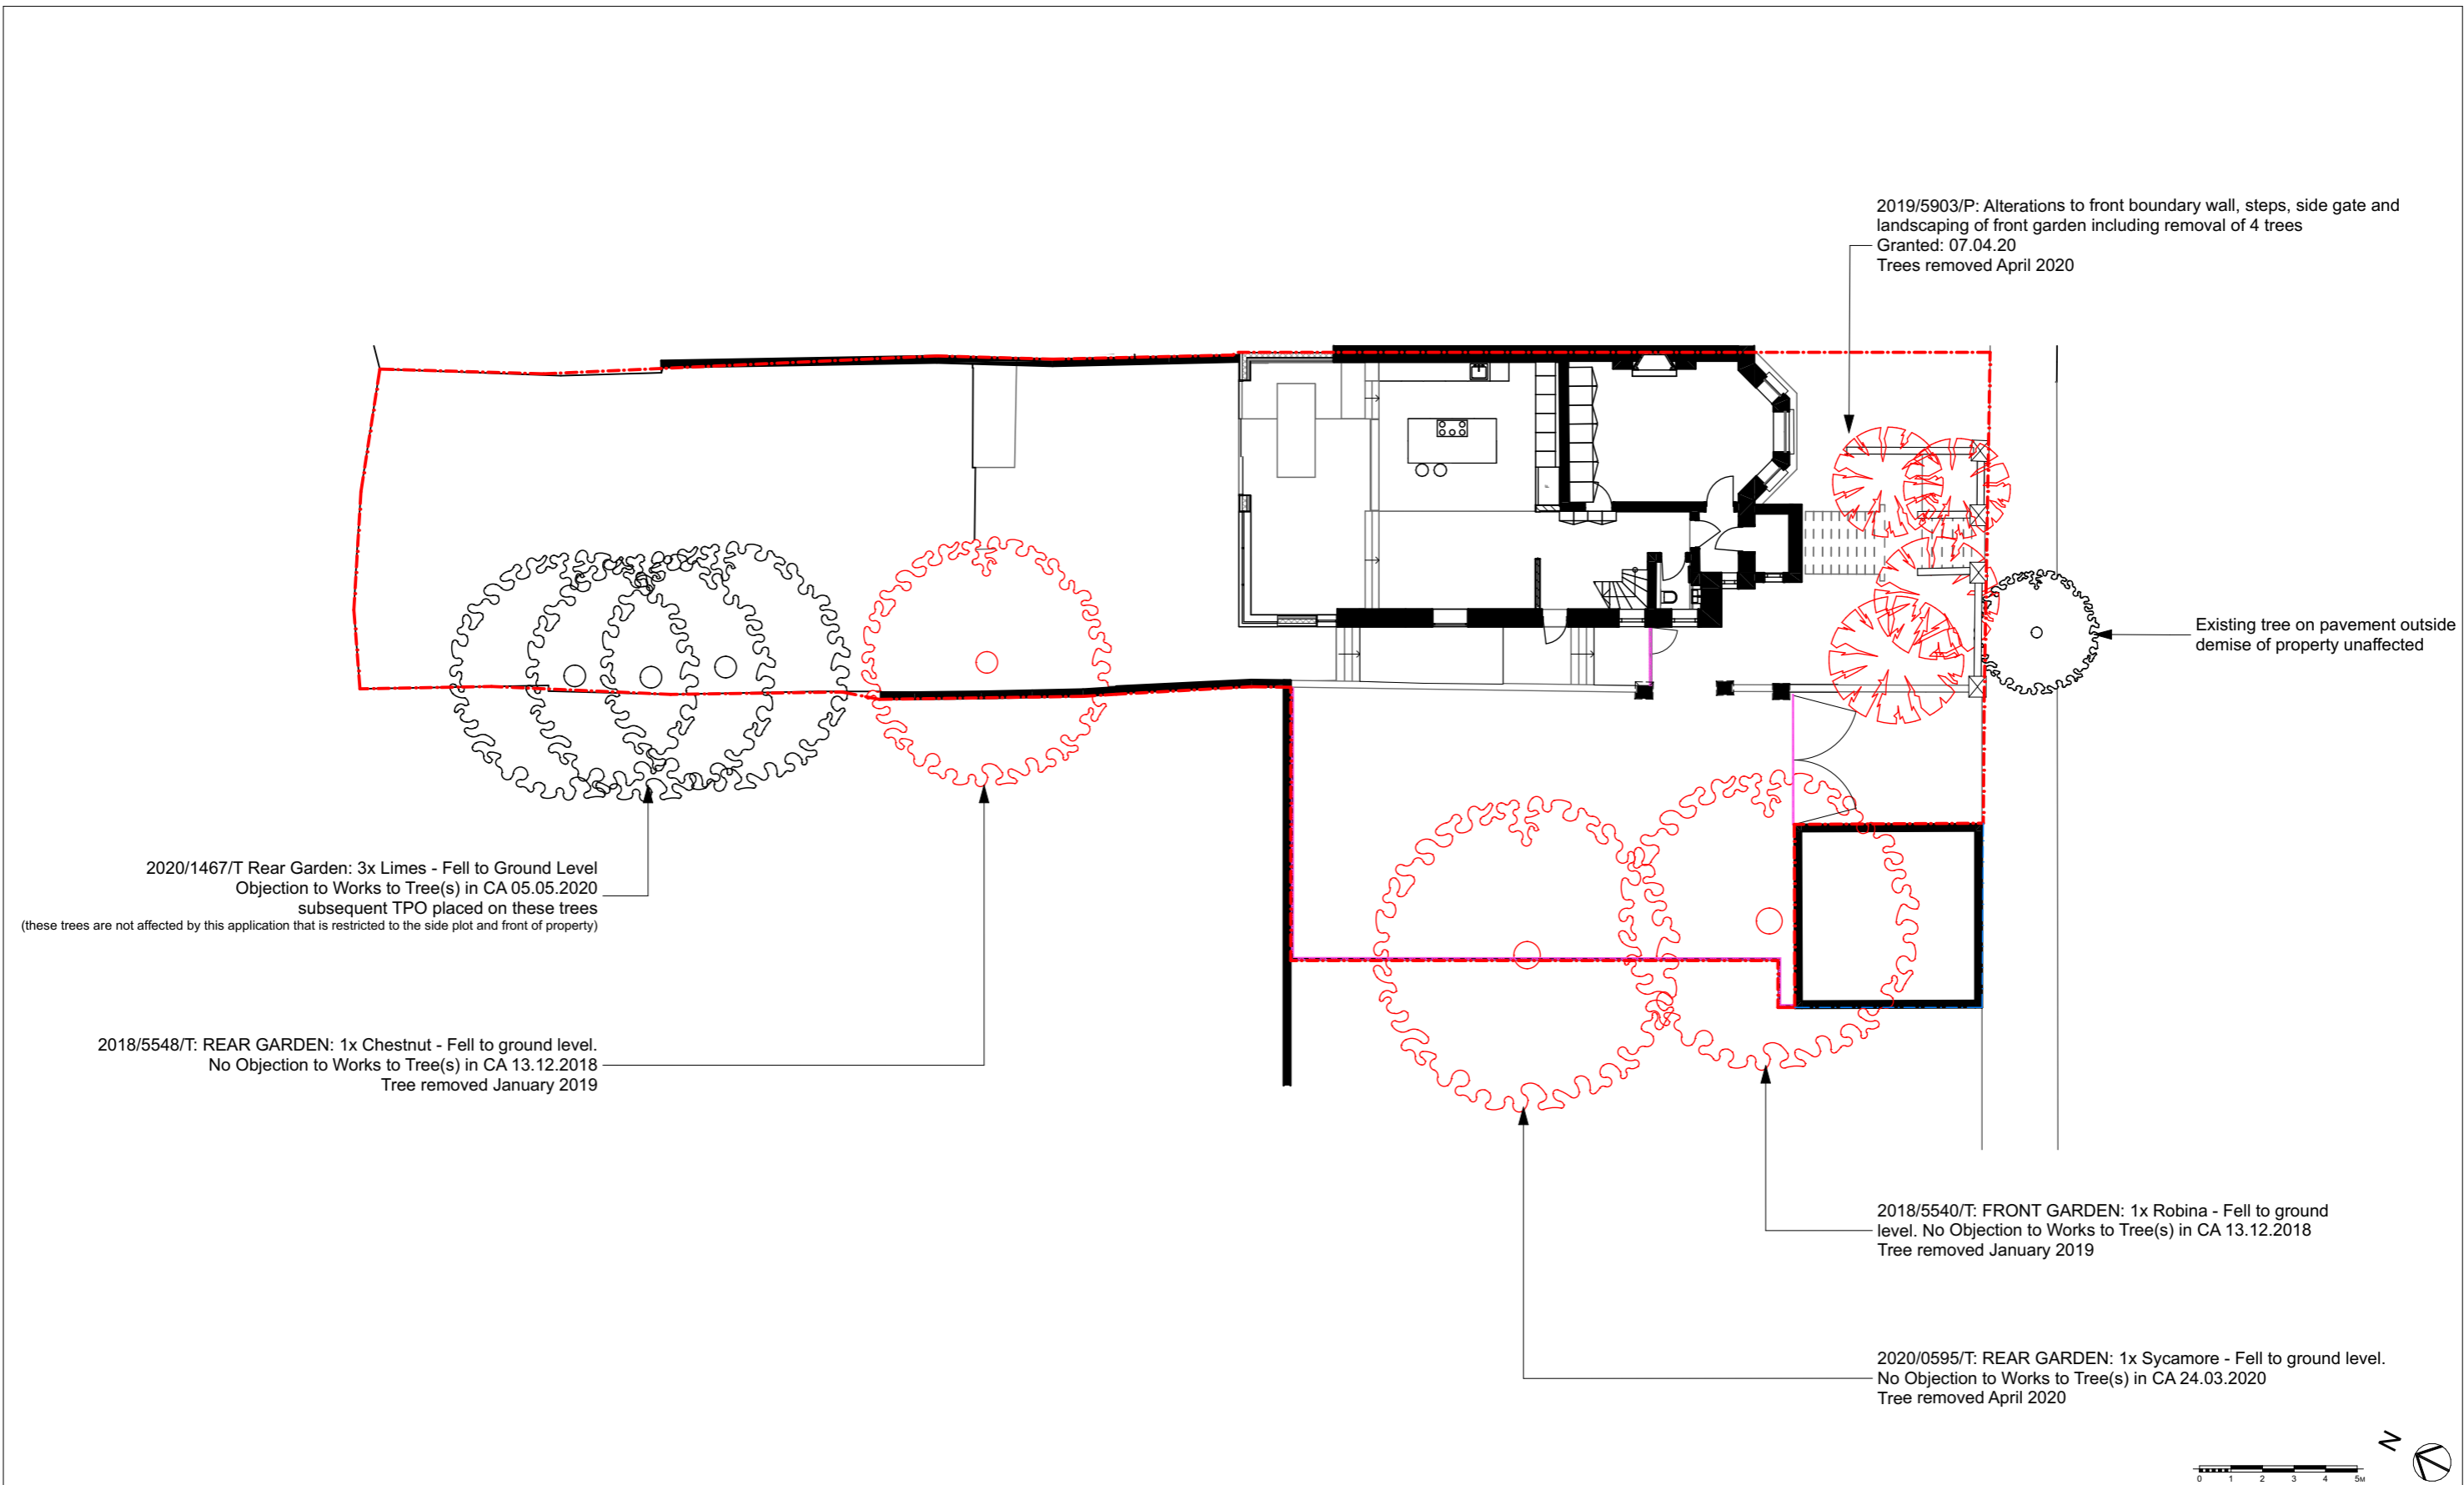 2019/5903/P: Alterations to front boundary wall, steps, side gate and
landscaping of front garden including removal of 4 trees
Granted: 07.04.20
Trees removed April 2020
Existing tree on pavement outside
demise of property unaffected
2020/1467/T Rear Garden: 3x Limes - Fell to Ground Level
Objection to Works to Tree(s) in CA 05.05.2020
subsequent TPO placed on these trees
(these trees are not affected by this application that is restricted to the side plot and front of property)
2018/5548/T: REAR GARDEN: 1x Chestnut - Fell to ground level.
No Objection to Works to Tree(s) in CA 13.12.2018
Tree removed January 2019
2018/5540/T: FRONT GARDEN: 1x Robina - Fell to ground
level. No Objection to Works to Tree(s) in CA 13.12.2018
Tree removed January 2019
2020/0595/T: REAR GARDEN: 1x Sycamore - Fell to ground level.
No Objection to Works to Tree(s) in CA 24.03.2020
Tree removed April 2020
N
0 1 2 3 4 5M